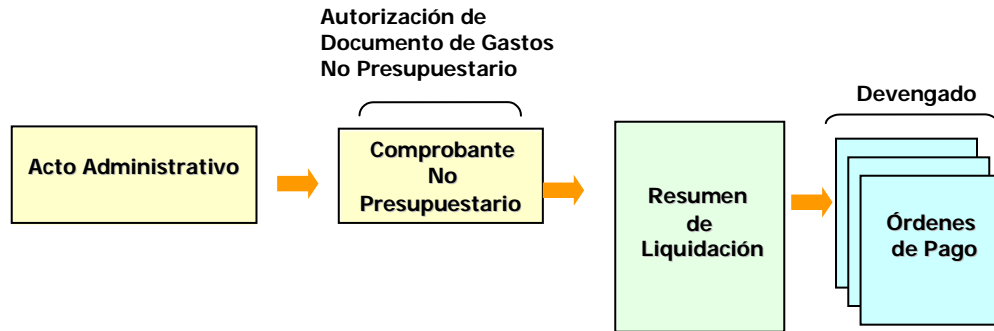 Autorización de
Documento de Gastos
No Presupuestario
Devengado
Acto Administrativo
Comprobante
No
Presupuestario
Resumen
de
Liquidación
Órdenes
de Pago